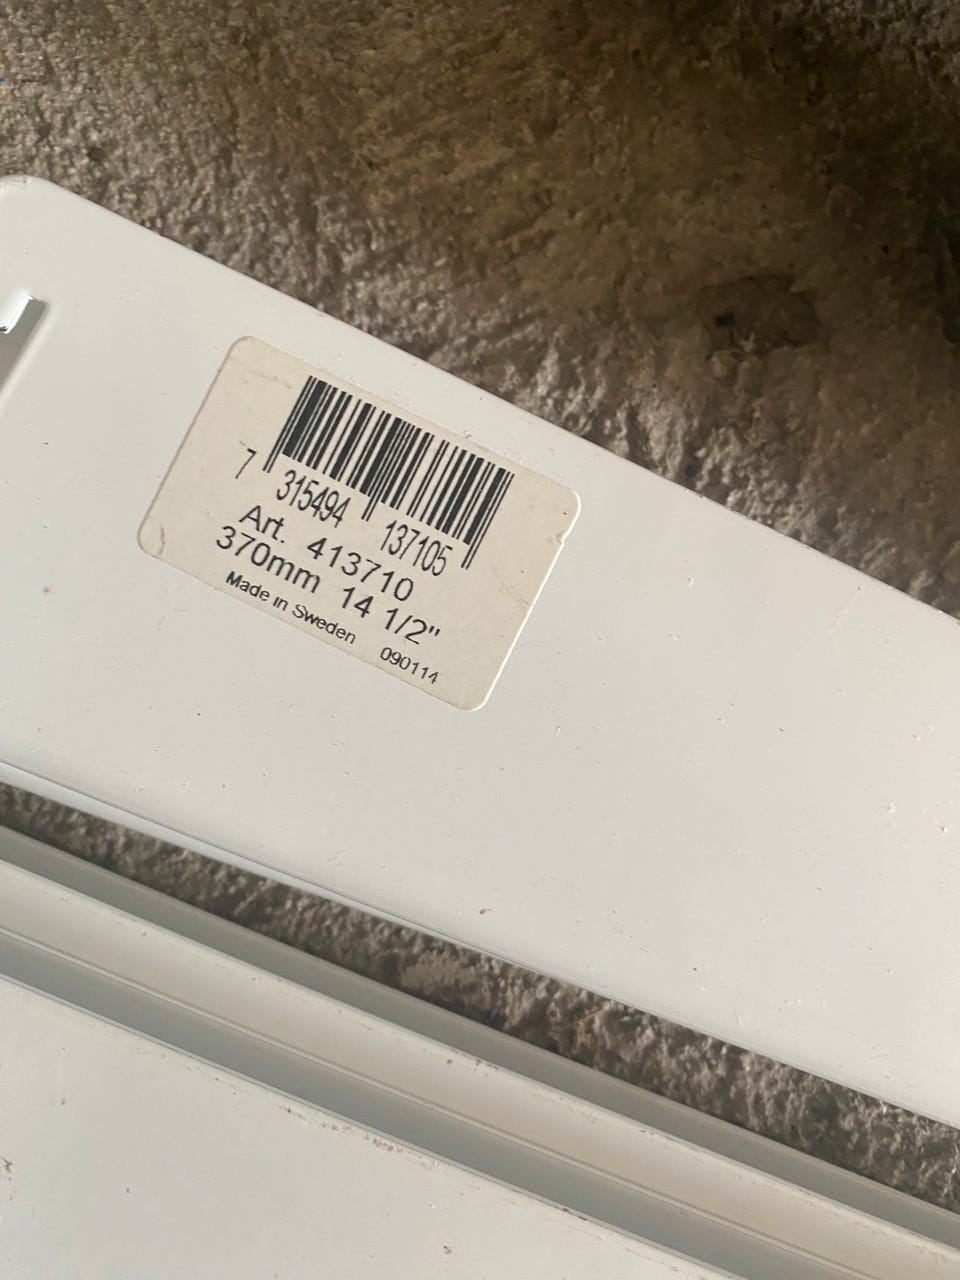 7 315494 137105
Art. 413710
370mm 14 1/2"
Made in Sweden 090114